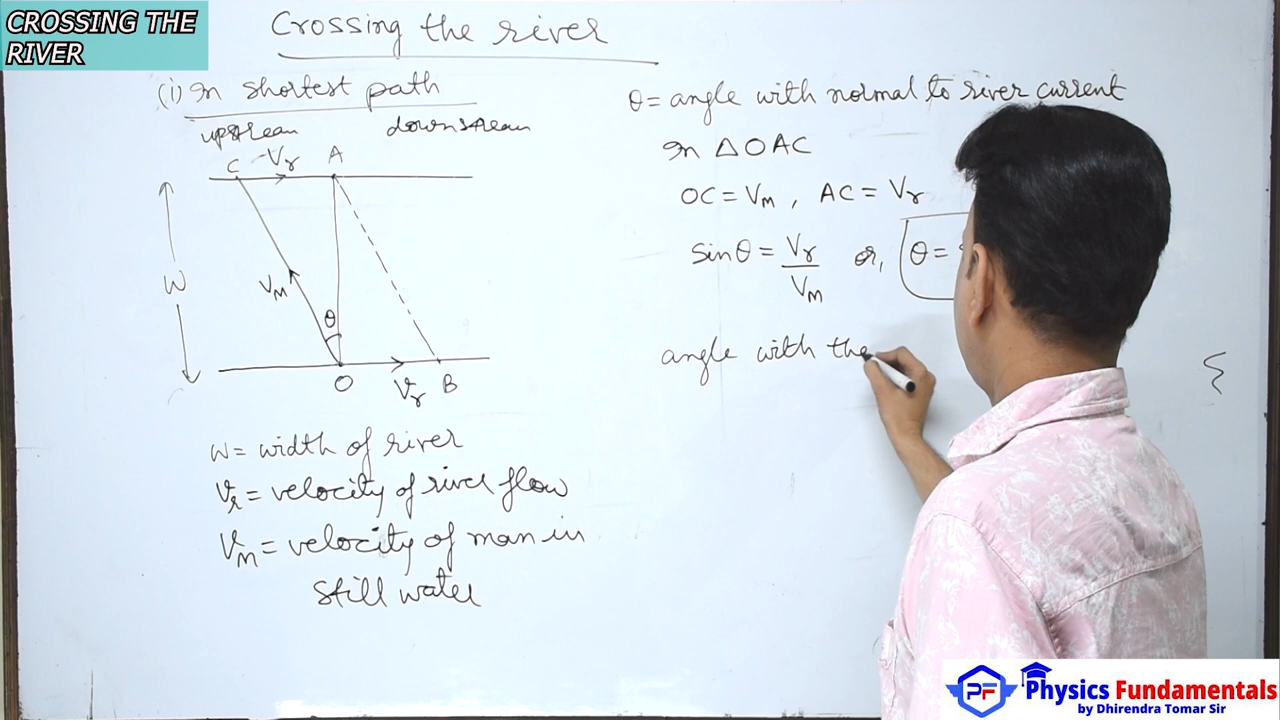 CROSSING THE
RIVER
Crossing the river
(i) In shortest path
upstream downstream
C Vr A
W
VM
θ
O Vr B
W = width of river
Vr = velocity of river flow
VM = velocity of man in
still water
θ = angle with normal to river current
In △OAC
OC = VM , AC = Vr
Sinθ = Vr/VM or, θ =
angle with the
PF Physics Fundamentals
by Dhirendra Tomar Sir